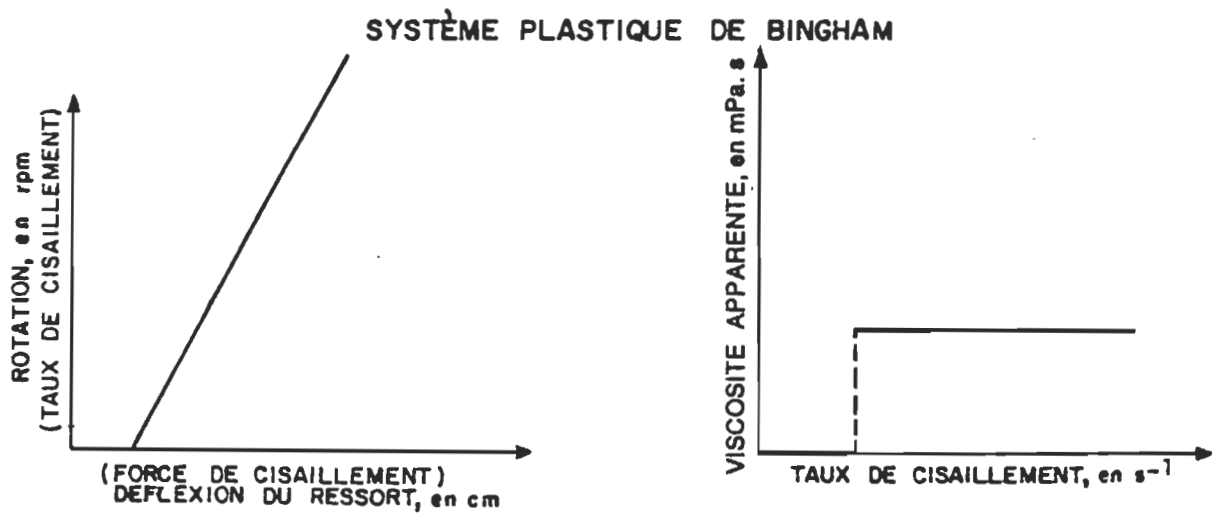 SYSTÈME PLASTIQUE DE BINGHAM
ROTATION, en rpm
(TAUX DE CISAILLEMENT)
(FORCE DE CISAILLEMENT)
DEFLEXION DU RESSORT, en cm
VISCOSITE APPARENTE, en mPa.s
TAUX DE CISAILLEMENT, en s-1